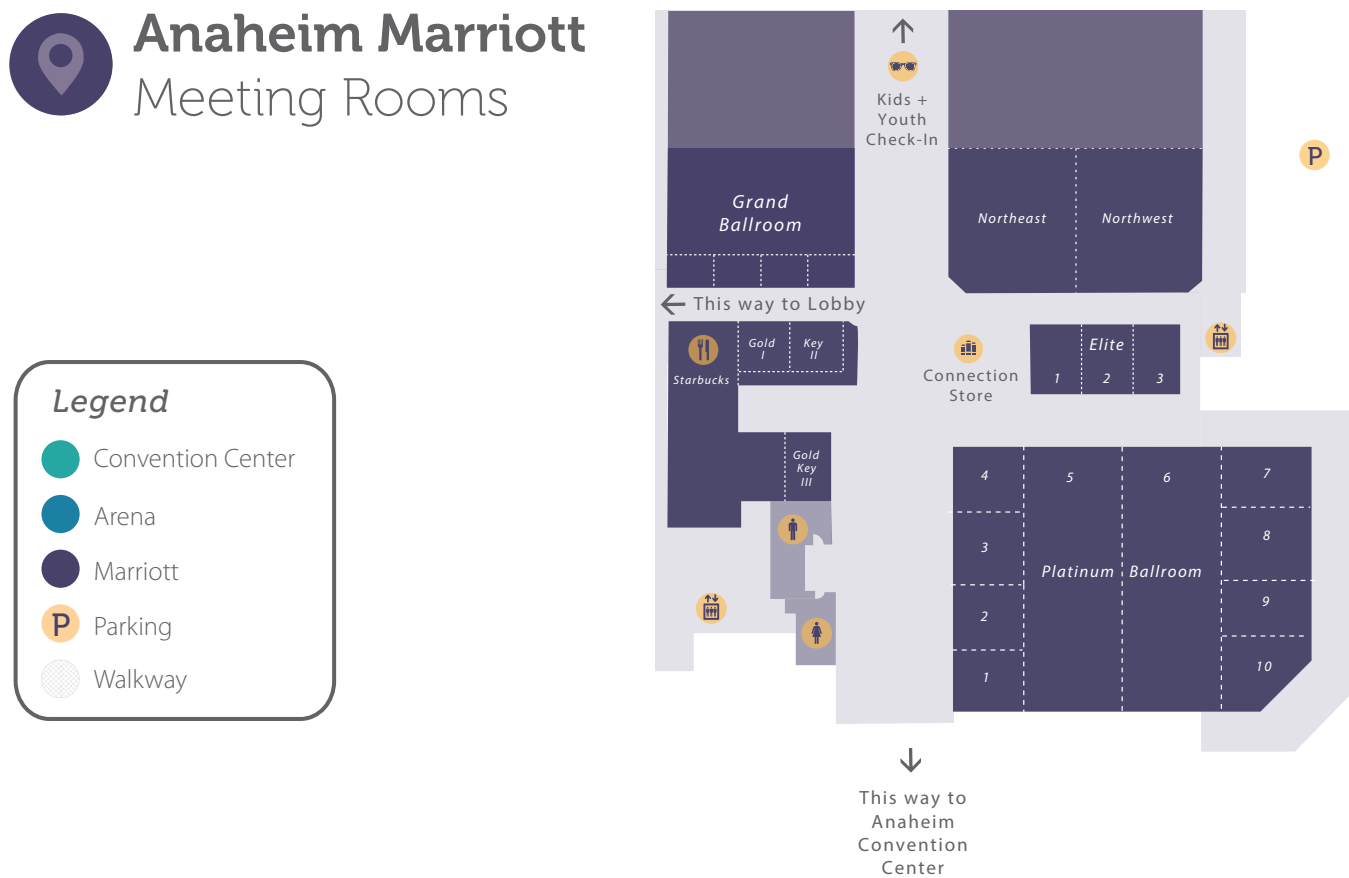 Anaheim Marriott
Meeting Rooms
Kids +
Youth
Check-In
P
Grand
Ballroom
Northeast
Northwest
This way to Lobby
Gold
I
Key
II
Starbucks
Connection
Store
Elite
1
2
3
Gold
Key
III
4
5
6
7
3
8
Platinum
Ballroom
2
9
1
10
This way to
Anaheim
Convention
Center
Legend
Convention Center
Arena
Marriott
P Parking
Walkway